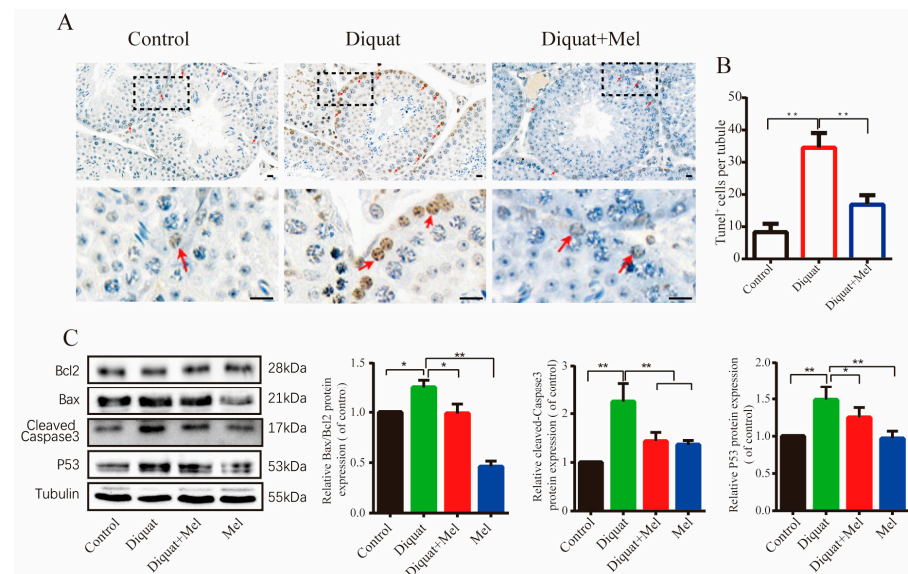 A
Control
Diquat
Diquat+Mel
B
Tunel⁺ cells per tubule
50
40
30
20
10
0
**
**
Control
Diquat
Diquat+Mel
C
Bcl2
28kDa
Bax
21kDa
Cleaved
Caspase3
17kDa
P53
53kDa
Tubulin
55kDa
Control
Diquat
Diquat+Mel
Mel
Relative Bax/Bcl2 protein
expression ( of control)
1.5
1.0
0.5
0.0
*
**
*
Control
Diquat
Diquat+Mel
Mel
Relative cleaved-Caspase3
protein expression ( of control)
3
2
1
0
**
**
Control
Diquat
Diquat+Mel
Mel
Relative P53 protein expression
( of control)
2.0
1.5
1.0
0.5
0.0
**
**
*
Control
Diquat
Diquat+Mel
Mel